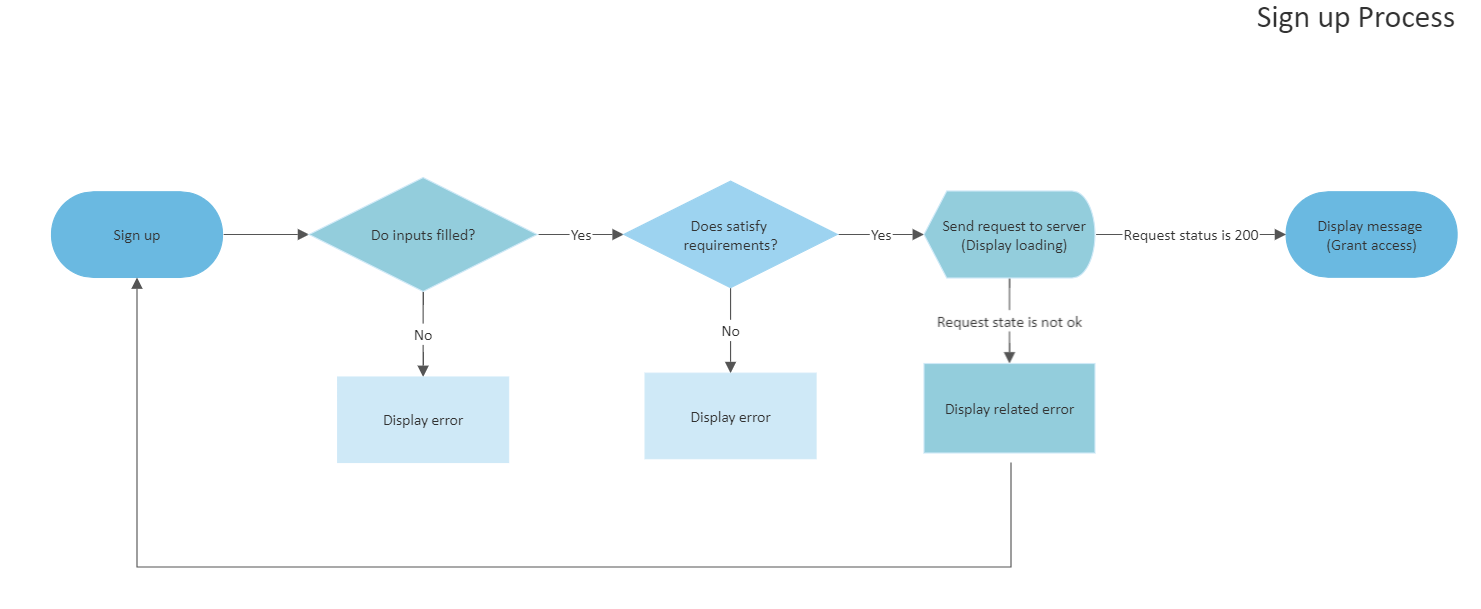 Sign up Process
Sign up
Do inputs filled?
Yes
Does satisfy
requirements?
Yes
Send request to server
(Display loading)
Request status is 200
Display message
(Grant access)
No
No
Request state is not ok
Display error
Display error
Display related error